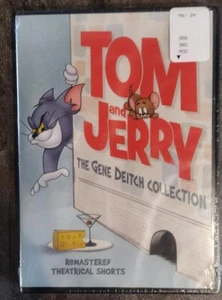 TOM
and
JERRY
THE GENE DEITCH COLLECTION
REMASTERED
THEATRICAL SHORTS